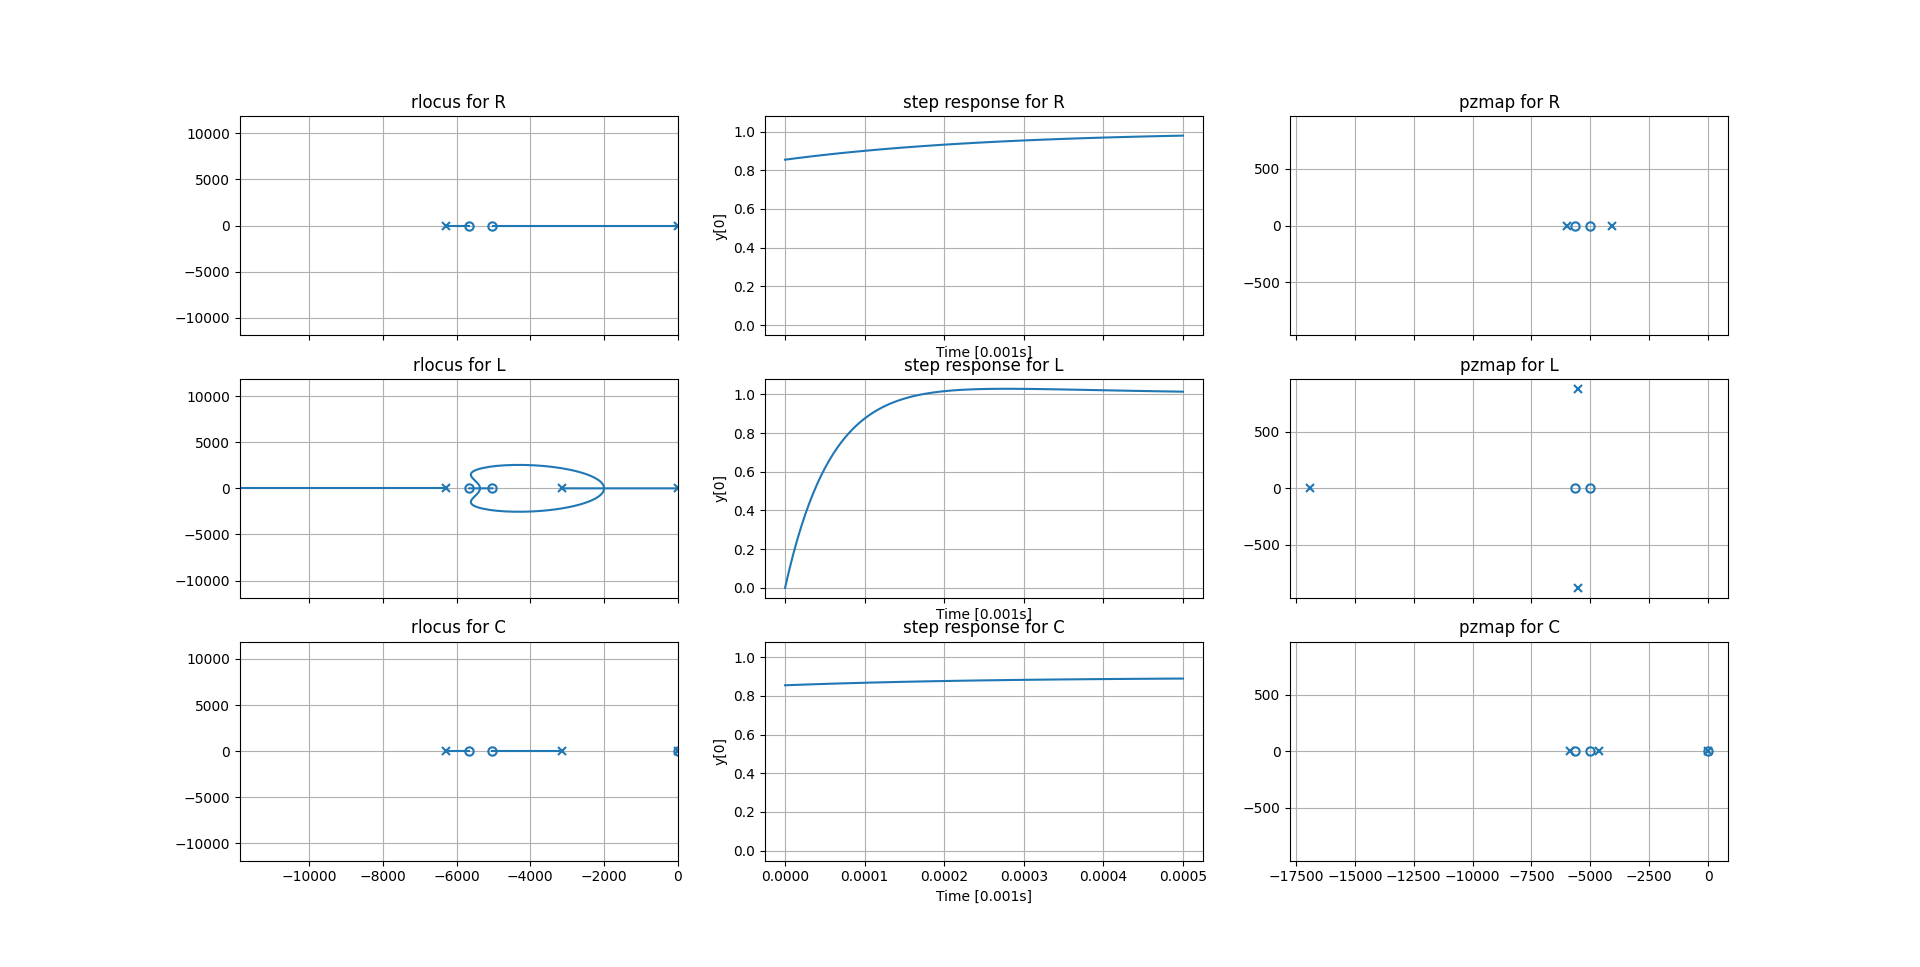 rlocus for R
10000
5000
0
−5000
−10000
step response for R
1.0
0.8
0.6
0.4
0.2
0.0
y[0]
Time [0.001s]
pzmap for R
500
0
−500
rlocus for L
10000
5000
0
−5000
−10000
step response for L
1.0
0.8
0.6
0.4
0.2
0.0
y[0]
Time [0.001s]
pzmap for L
500
0
−500
rlocus for C
10000
5000
0
−5000
−10000
−10000 −8000 −6000 −4000 −2000 0
step response for C
1.0
0.8
0.6
0.4
0.2
0.0
y[0]
0.0000 0.0001 0.0002 0.0003 0.0004 0.0005
Time [0.001s]
pzmap for C
500
0
−500
−17500 −15000 −12500 −10000 −7500 −5000 −2500 0